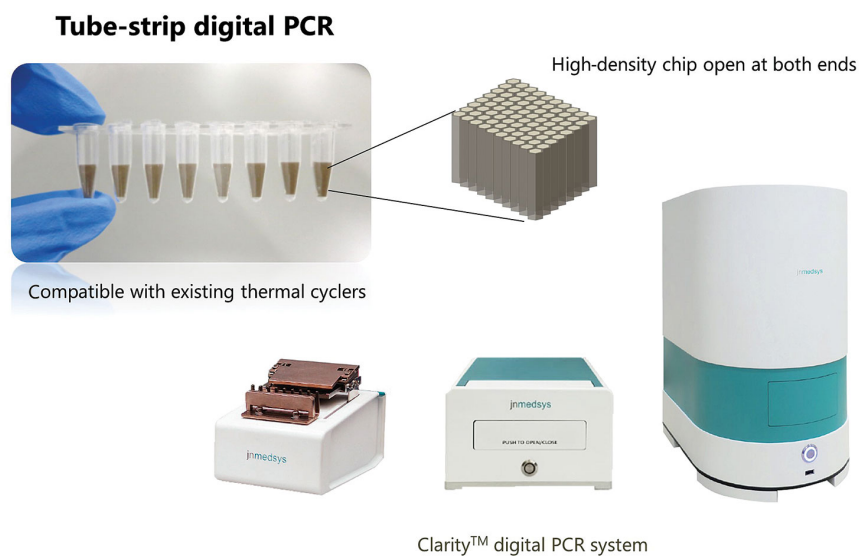 Tube-strip digital PCR
High-density chip open at both ends
Compatible with existing thermal cyclers
jnmedsys
jnmedsys
jnmedsys
PUSH TO OPEN/CLOSE
Clarity™ digital PCR system